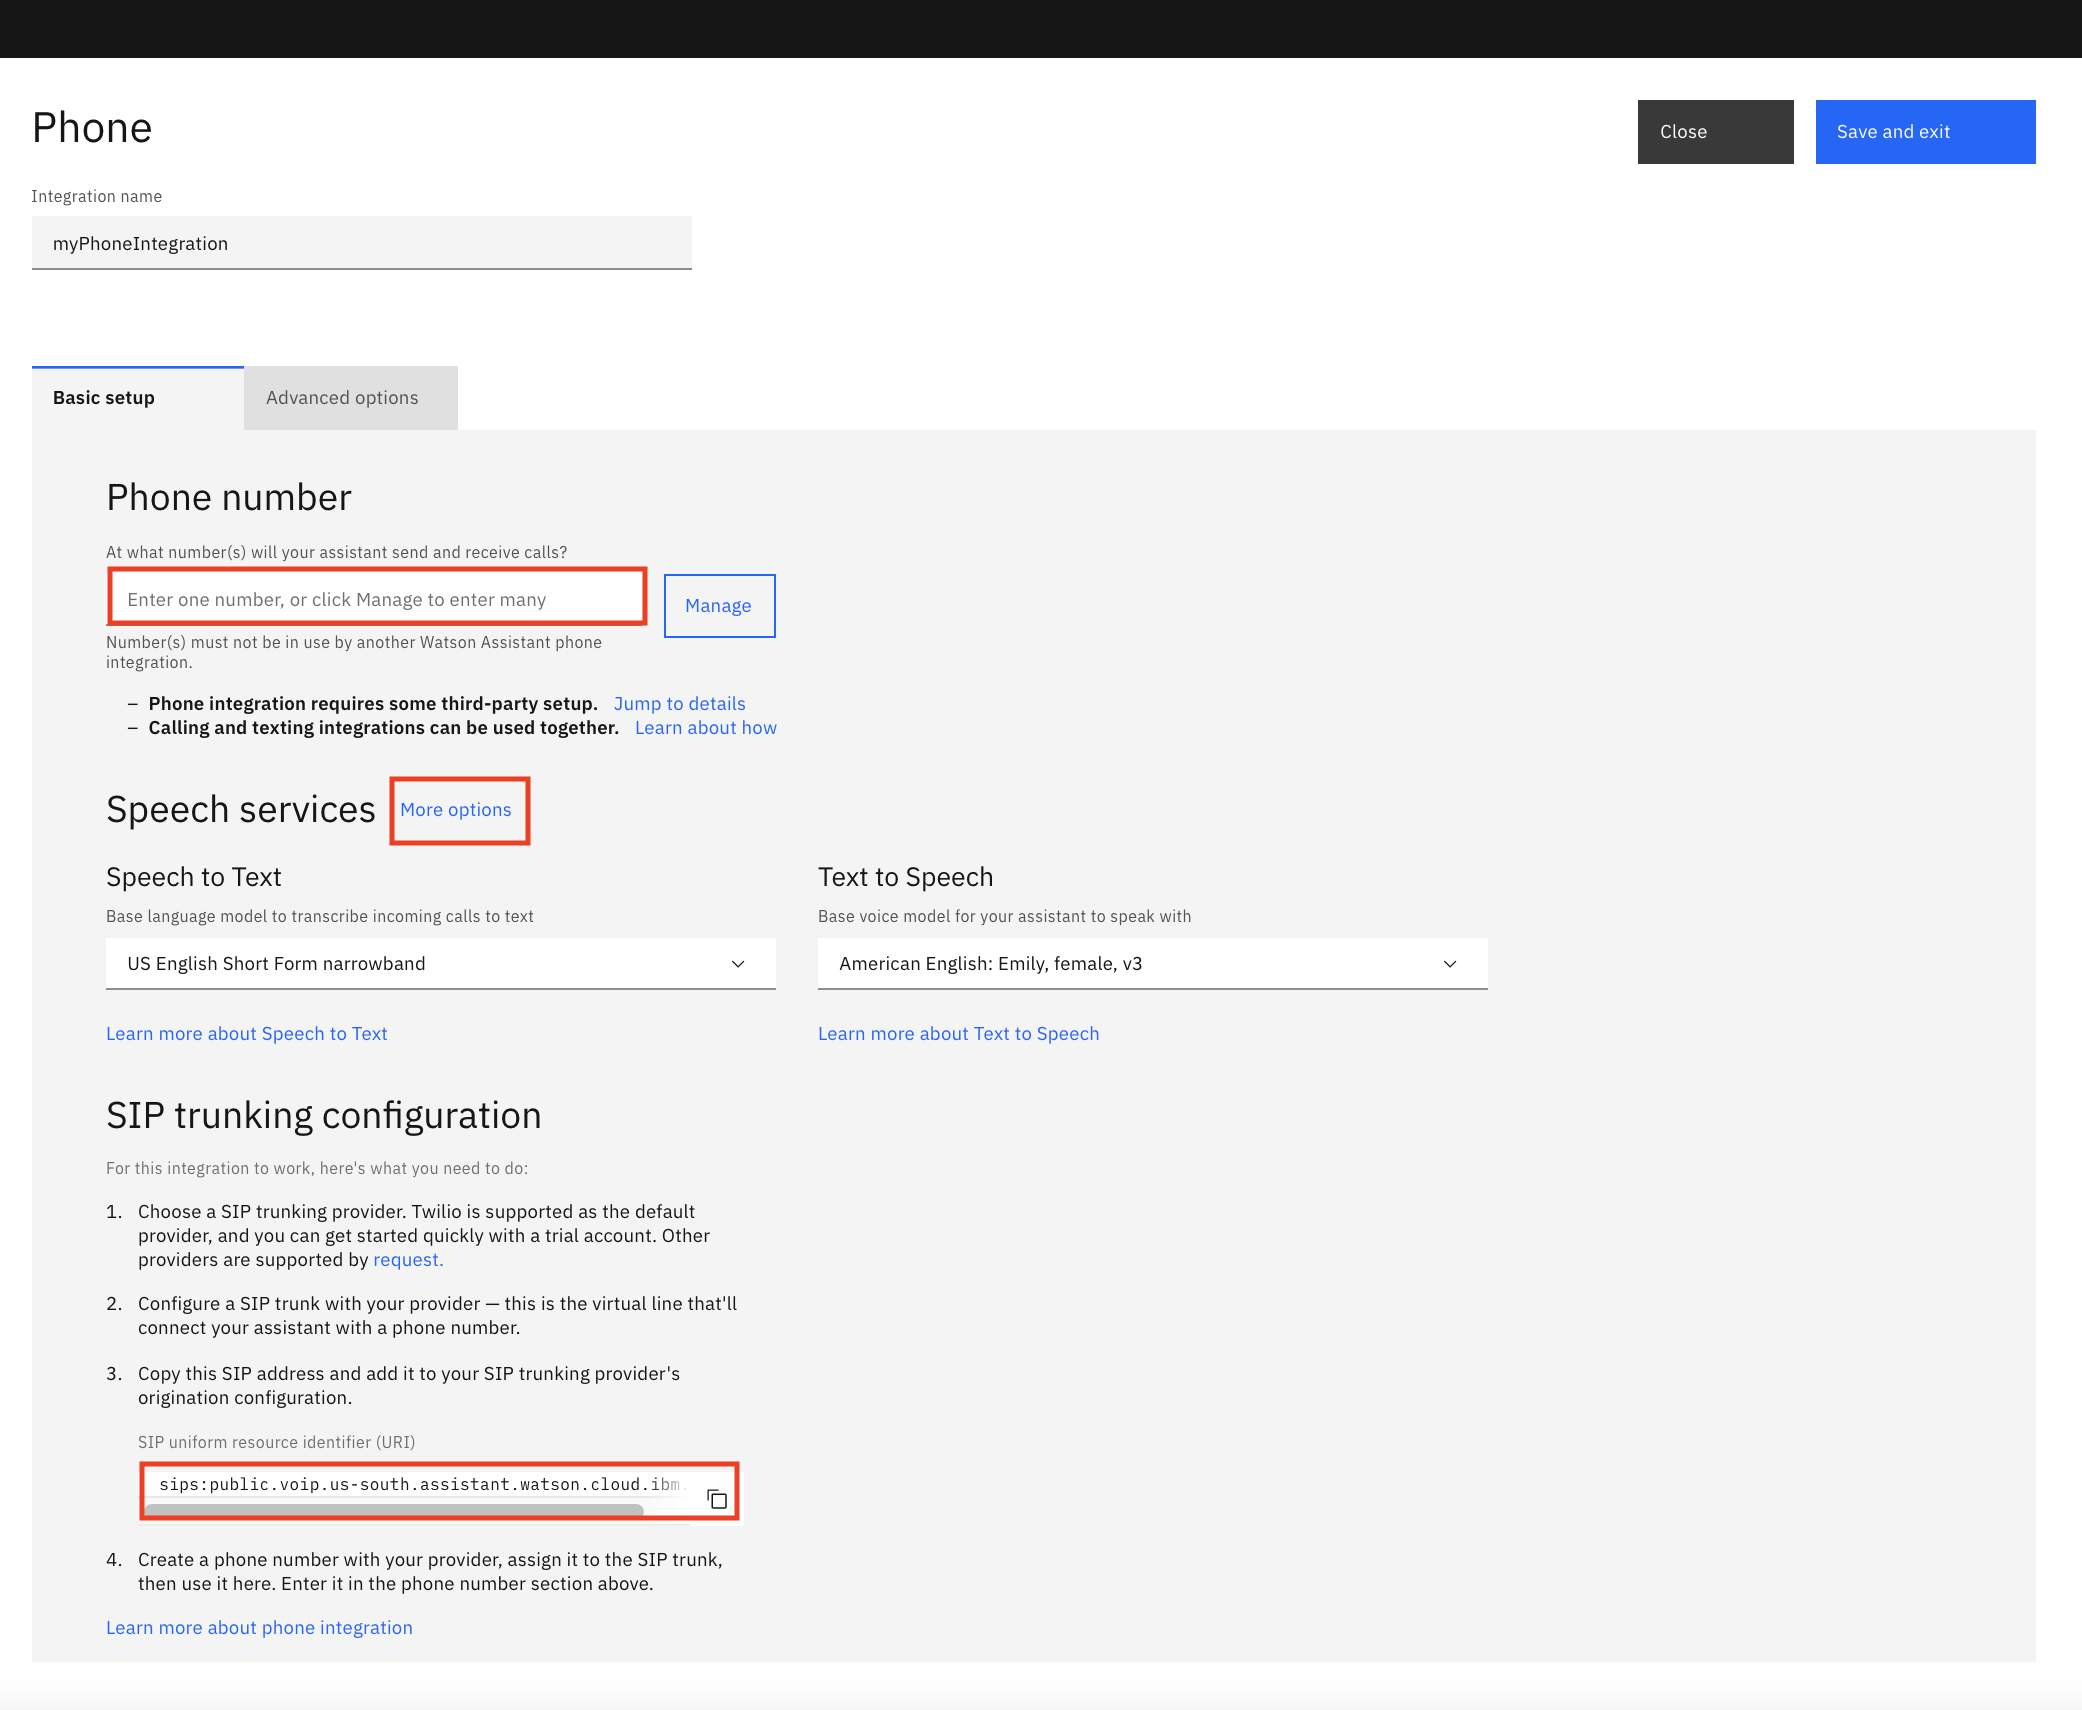 Phone
Close
Save and exit
Integration name
myPhoneIntegration
Basic setup
Advanced options
Phone number
At what number(s) will your assistant send and receive calls?
Enter one number, or click Manage to enter many
Manage
Number(s) must not be in use by another Watson Assistant phone
integration.
– Phone integration requires some third-party setup. Jump to details
– Calling and texting integrations can be used together. Learn about how
Speech services More options
Speech to Text
Base language model to transcribe incoming calls to text
US English Short Form narrowband
Learn more about Speech to Text
Text to Speech
Base voice model for your assistant to speak with
American English: Emily, female, v3
Learn more about Text to Speech
SIP trunking configuration
For this integration to work, here's what you need to do:
1. Choose a SIP trunking provider. Twilio is supported as the default
provider, and you can get started quickly with a trial account. Other
providers are supported by request.
2. Configure a SIP trunk with your provider — this is the virtual line that'll
connect your assistant with a phone number.
3. Copy this SIP address and add it to your SIP trunking provider's
origination configuration.
SIP uniform resource identifier (URI)
sips:public.voip.us-south.assistant.watson.cloud.ibm.
4. Create a phone number with your provider, assign it to the SIP trunk,
then use it here. Enter it in the phone number section above.
Learn more about phone integration